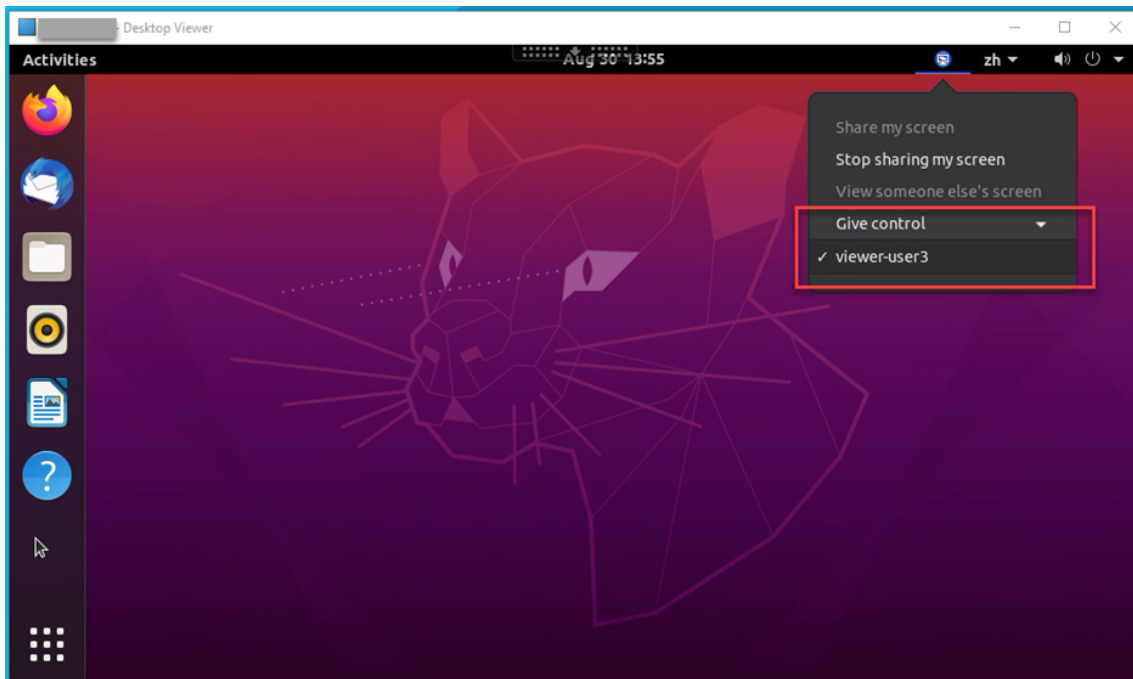 - Desktop Viewer
Activities
Aug 30 13:55
zh
Share my screen
Stop sharing my screen
View someone else's screen
Give control
✓ viewer-user3
?